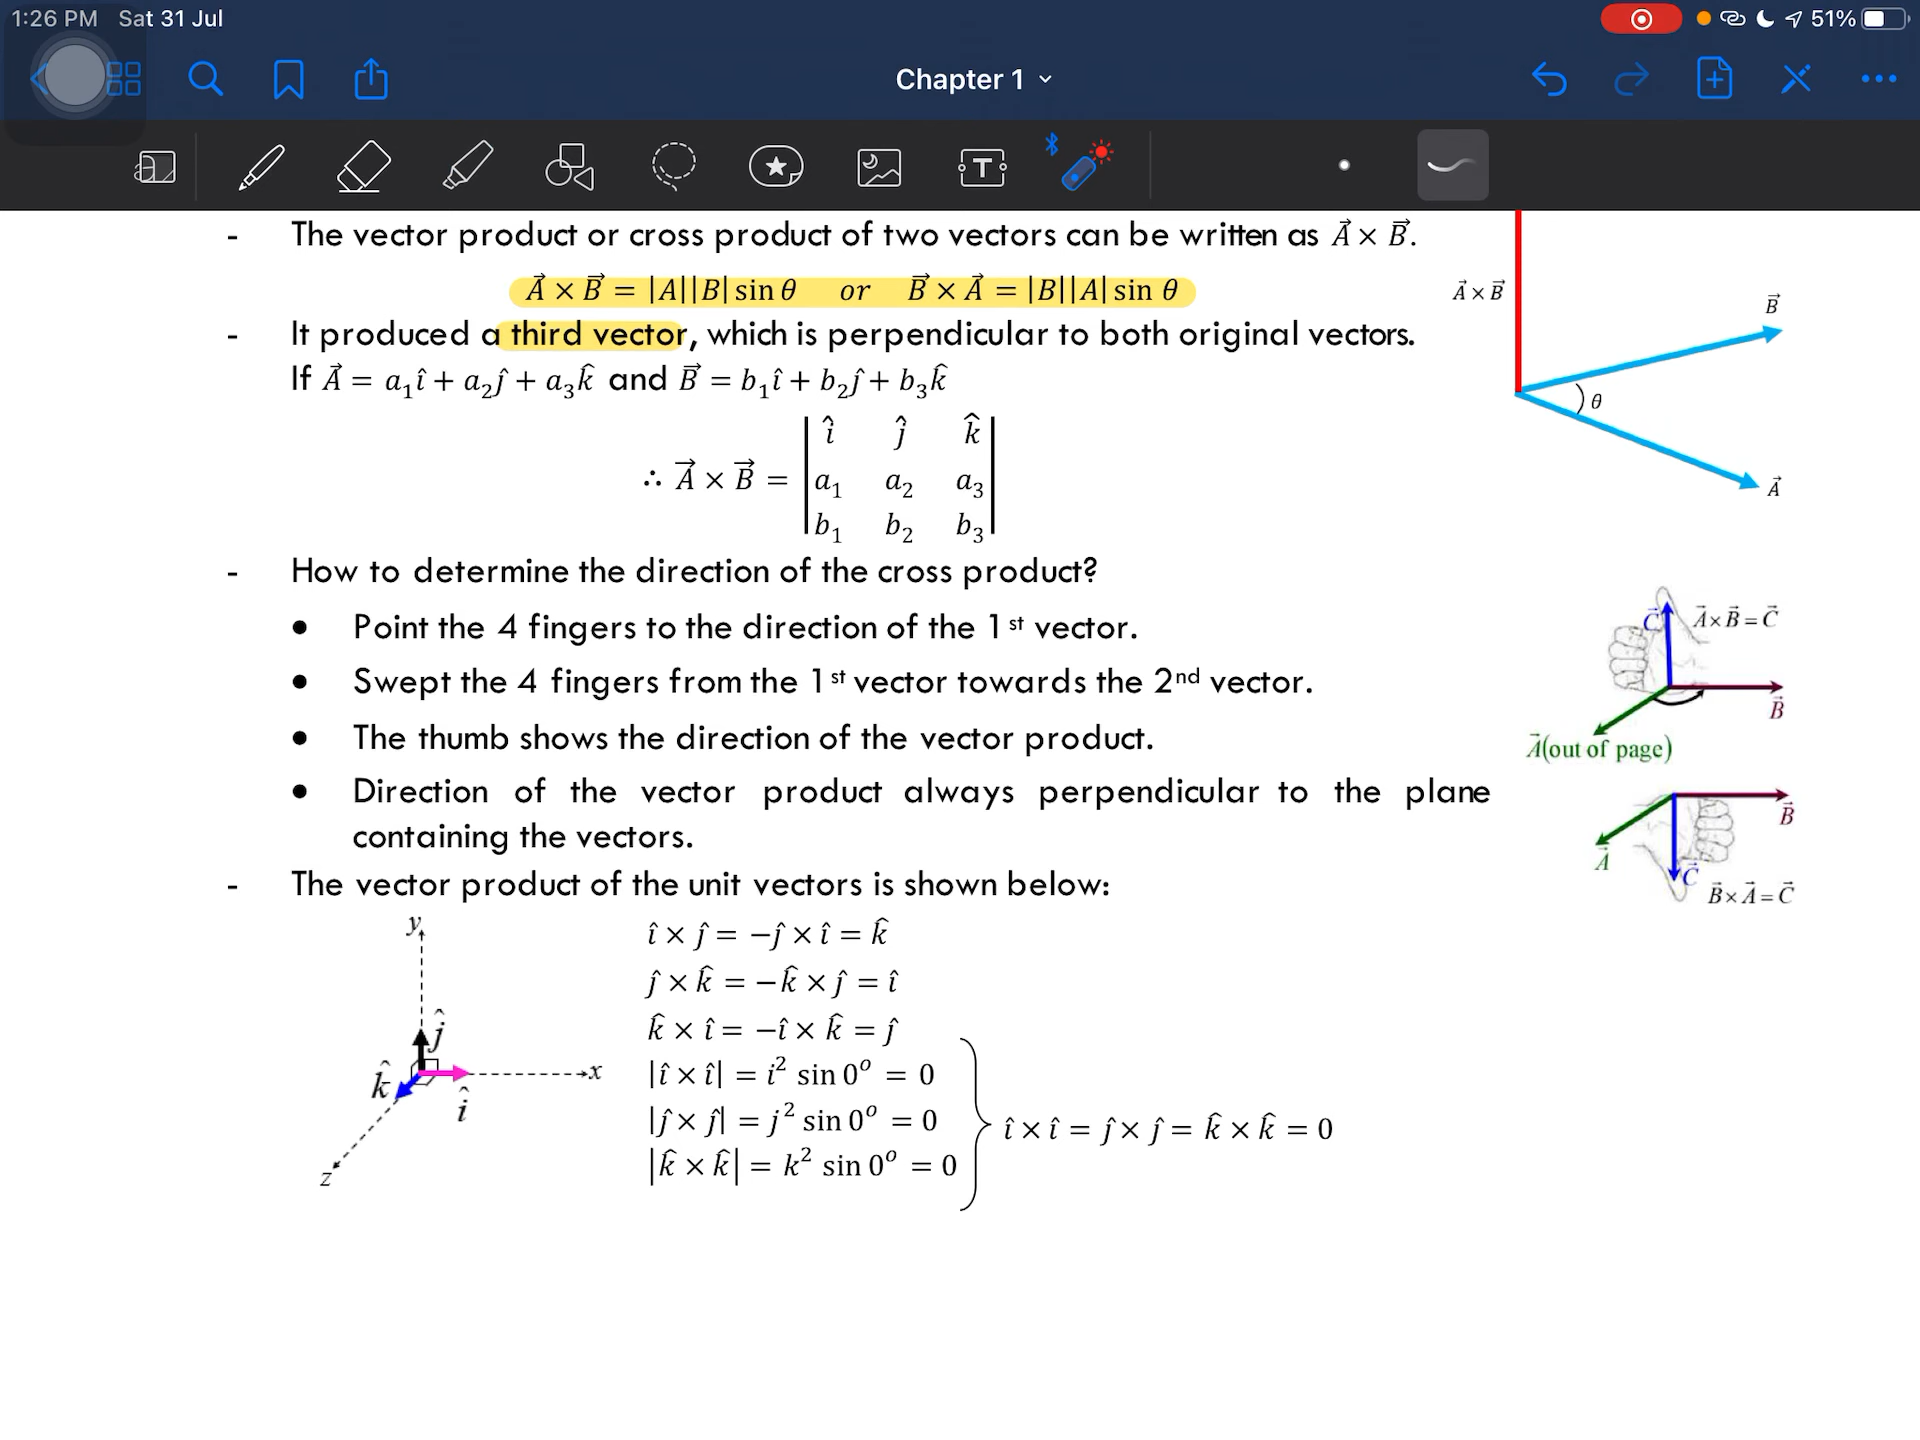 1:26 PM Sat 31 Jul
51%
Chapter 1
- The vector product or cross product of two vectors can be written as A⃗ × B⃗.
A⃗ × B⃗ = |A||B| sin θ or B⃗ × A⃗ = |B||A| sin θ
- It produced a third vector, which is perpendicular to both original vectors.
If A⃗ = a₁î + a₂ĵ + a₃k̂ and B⃗ = b₁î + b₂ĵ + b₃k̂
î ĵ k̂
∴ A⃗ × B⃗ = a₁ a₂ a₃
b₁ b₂ b₃
A⃗ × B⃗
B⃗
θ
A⃗
- How to determine the direction of the cross product?
• Point the 4 fingers to the direction of the 1st vector.
• Swept the 4 fingers from the 1st vector towards the 2nd vector.
• The thumb shows the direction of the vector product.
• Direction of the vector product always perpendicular to the plane
containing the vectors.
C⃗ A⃗ × B⃗ = C⃗
B⃗
A⃗(out of page)
B⃗
A⃗
C⃗ B⃗ × A⃗ = C⃗
- The vector product of the unit vectors is shown below:
y
ĵ
k̂
x
î
z
î × ĵ = −ĵ × î = k̂
ĵ × k̂ = −k̂ × ĵ = î
k̂ × î = −î × k̂ = ĵ
|î × î| = i² sin 0° = 0
|ĵ × ĵ| = j² sin 0° = 0
|k̂ × k̂| = k² sin 0° = 0
î × î = ĵ × ĵ = k̂ × k̂ = 0